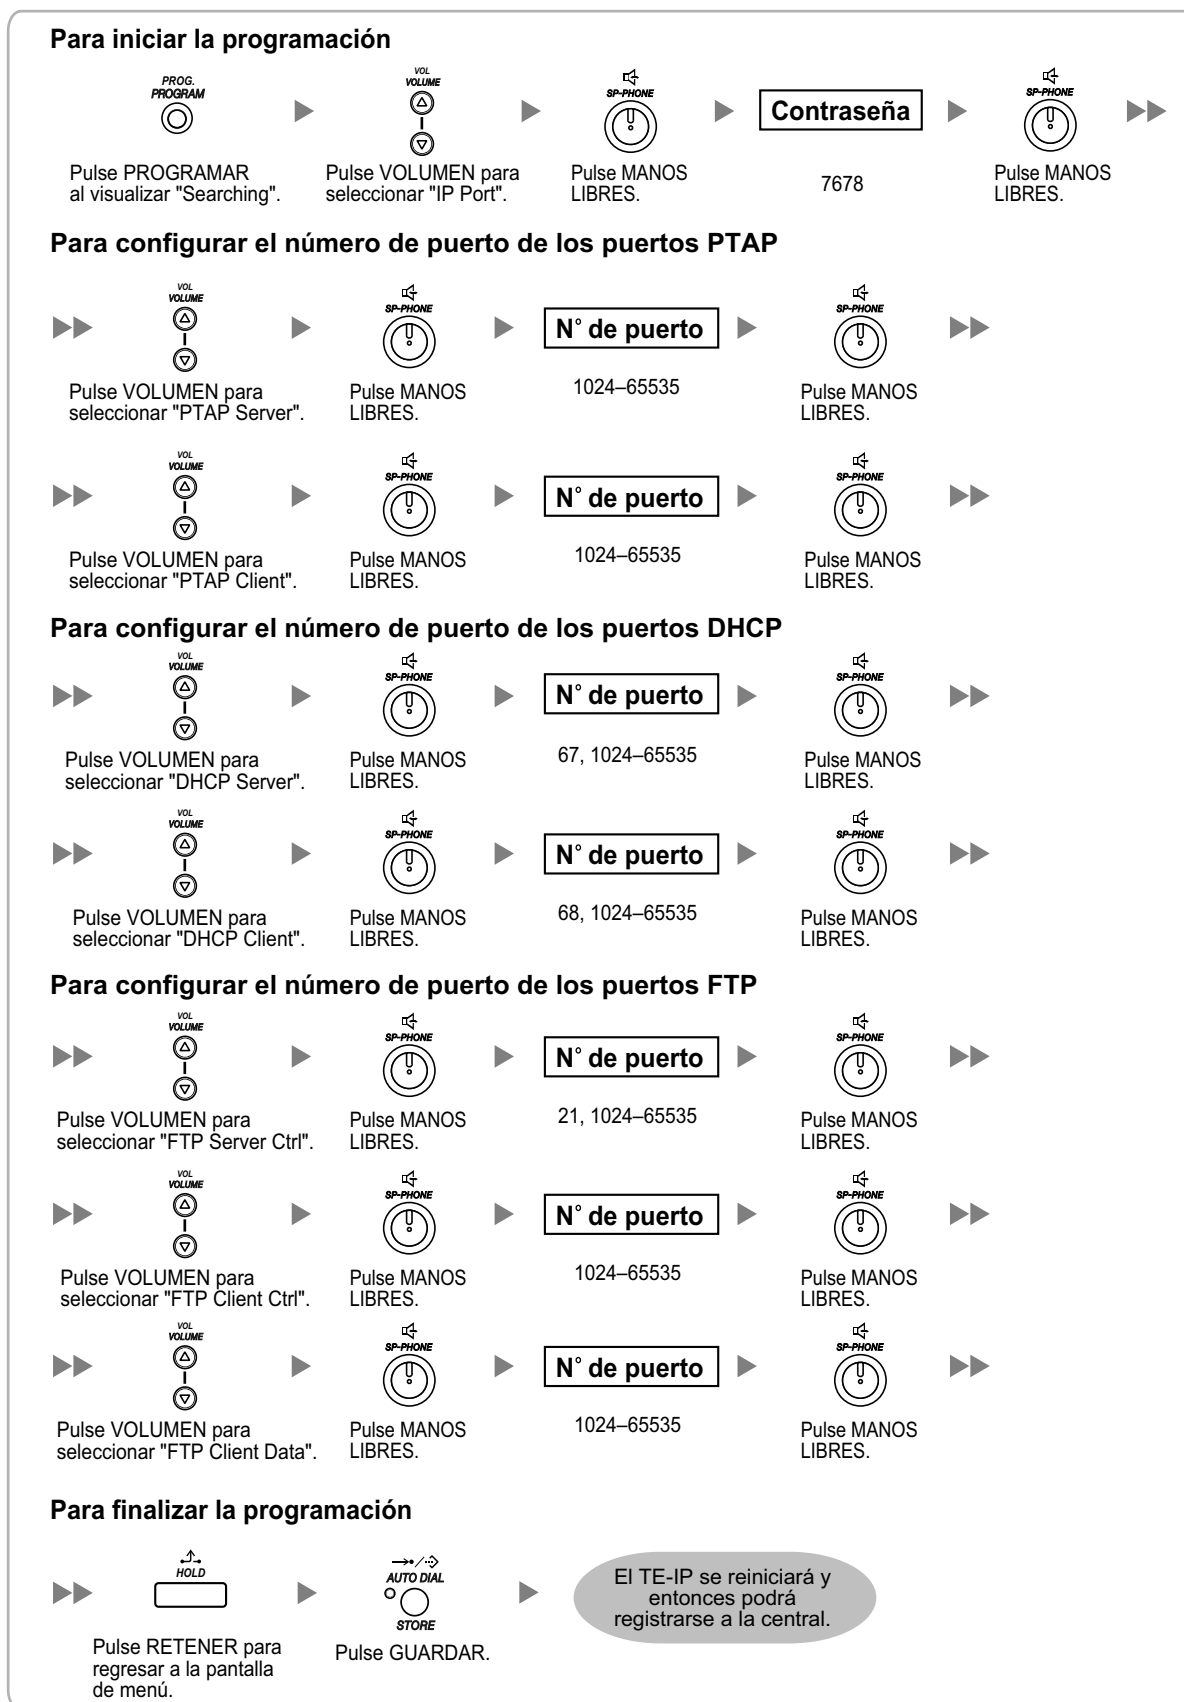 Para iniciar la programación
PROG.
PROGRAM
VOL
VOLUME
SP-PHONE
Contraseña
SP-PHONE
Pulse PROGRAMAR
al visualizar "Searching".
Pulse VOLUMEN para
seleccionar "IP Port".
Pulse MANOS
LIBRES.
7678
Pulse MANOS
LIBRES.
Para configurar el número de puerto de los puertos PTAP
VOL
VOLUME
SP-PHONE
N° de puerto
SP-PHONE
Pulse VOLUMEN para
seleccionar "PTAP Server".
Pulse MANOS
LIBRES.
1024–65535
Pulse MANOS
LIBRES.
VOL
VOLUME
SP-PHONE
N° de puerto
SP-PHONE
Pulse VOLUMEN para
seleccionar "PTAP Client".
Pulse MANOS
LIBRES.
1024–65535
Pulse MANOS
LIBRES.
Para configurar el número de puerto de los puertos DHCP
VOL
VOLUME
SP-PHONE
N° de puerto
SP-PHONE
Pulse VOLUMEN para
seleccionar "DHCP Server".
Pulse MANOS
LIBRES.
67, 1024–65535
Pulse MANOS
LIBRES.
VOL
VOLUME
SP-PHONE
N° de puerto
SP-PHONE
Pulse VOLUMEN para
seleccionar "DHCP Client".
Pulse MANOS
LIBRES.
68, 1024–65535
Pulse MANOS
LIBRES.
Para configurar el número de puerto de los puertos FTP
VOL
VOLUME
SP-PHONE
N° de puerto
SP-PHONE
Pulse VOLUMEN para
seleccionar "FTP Server Ctrl".
Pulse MANOS
LIBRES.
21, 1024–65535
Pulse MANOS
LIBRES.
VOL
VOLUME
SP-PHONE
N° de puerto
SP-PHONE
Pulse VOLUMEN para
seleccionar "FTP Client Ctrl".
Pulse MANOS
LIBRES.
1024–65535
Pulse MANOS
LIBRES.
VOL
VOLUME
SP-PHONE
N° de puerto
SP-PHONE
Pulse VOLUMEN para
seleccionar "FTP Client Data".
Pulse MANOS
LIBRES.
1024–65535
Pulse MANOS
LIBRES.
Para finalizar la programación
HOLD
AUTO DIAL
STORE
El TE-IP se reiniciará y
entonces podrá
registrarse a la central.
Pulse RETENER para
regresar a la pantalla
de menú.
Pulse GUARDAR.